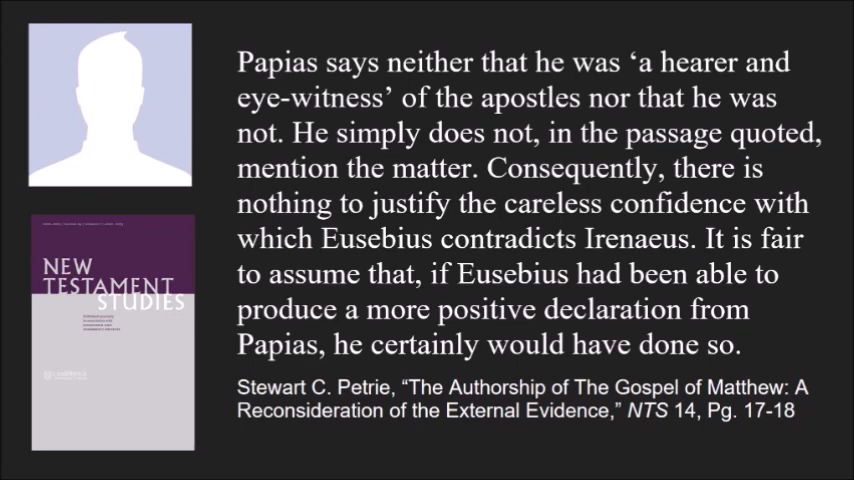 Papias says neither that he was ‘a hearer and
eye-witness’ of the apostles nor that he was
not. He simply does not, in the passage quoted,
mention the matter. Consequently, there is
nothing to justify the careless confidence with
which Eusebius contradicts Irenaeus. It is fair
to assume that, if Eusebius had been able to
produce a more positive declaration from
Papias, he certainly would have done so.
Stewart C. Petrie, “The Authorship of The Gospel of Matthew: A
Reconsideration of the External Evidence,” NTS 14, Pg. 17-18
NEW
TESTAMENT
STUDIES